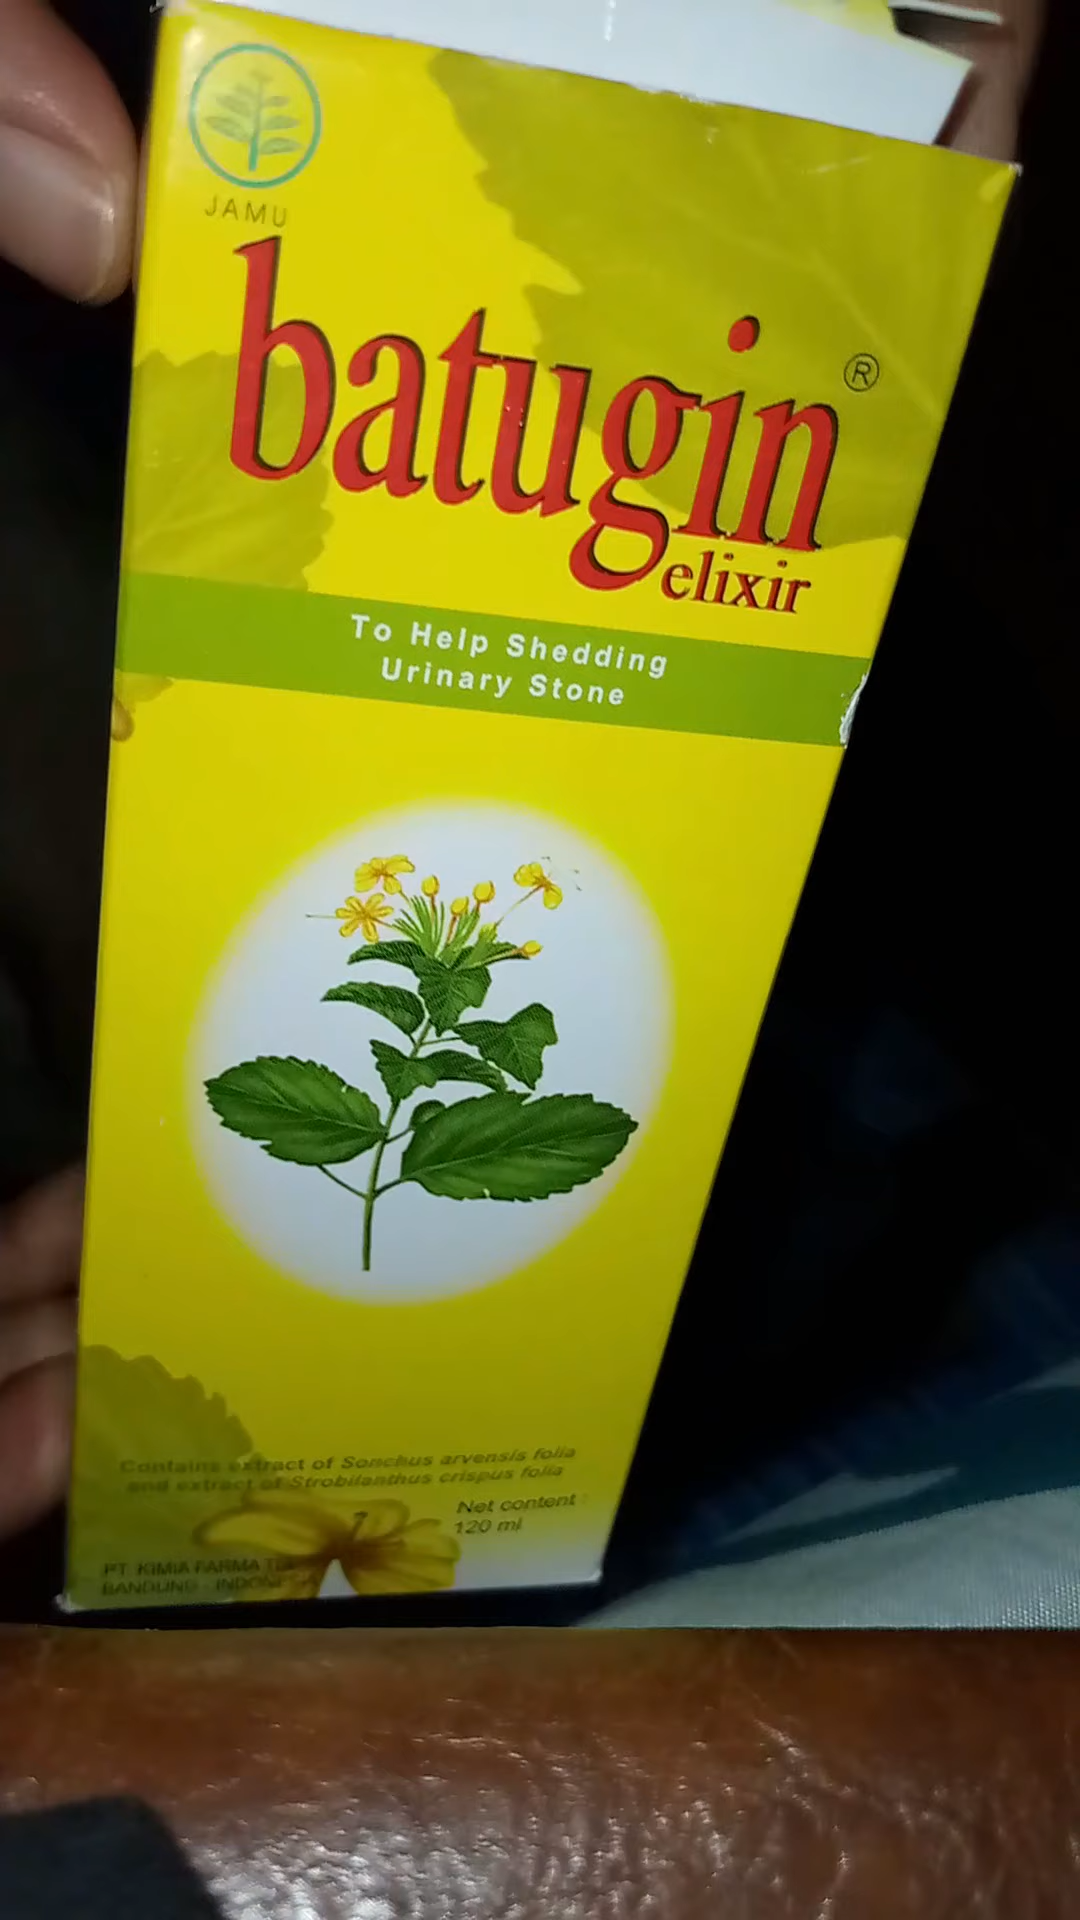 JAMU
batugin ®
elixir
To Help Shedding
Urinary Stone
Contains extract of Sonchus arvensis folia
and extract of Strobilanthus crispus folia
Net content :
120 ml
PT. KIMIA FARMA
BANDUNG -